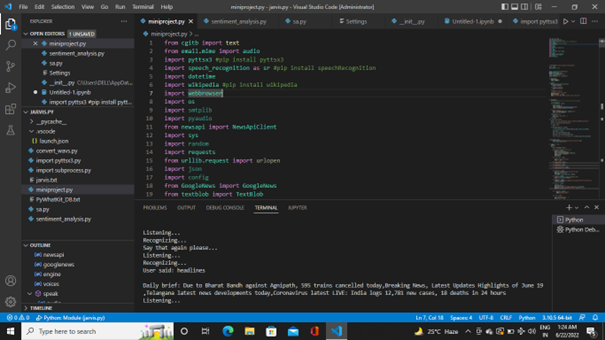 File Edit Selection View Go Run Terminal Help
miniproject.py - jarvis.py - Visual Studio Code [Administrator]
EXPLORER
OPEN EDITORS 1 UNSAVED
miniproject.py
sentiment_analysis.py
sa.py
Settings
__init__.py C:\Users\DELL\AppDat...
Untitled-1.ipynb
import pyttsx3 #pip install pytt...
JARVIS.PY
__pycache__
.vscode
launch.json
convert_wavs.py
import pyttsx3.py
jarvis.txt
miniproject.py
PyWhatKit_DB.txt
sa.py
sentiment_analysis.py
OUTLINE
newsapi
googlenews
engine
voices
speak
TIMELINE
miniproject.py
sentiment_analysis.py
sa.py
Settings
__init__.py
Untitled-1.ipynb
import pyttsx3
miniproject.py
1 from cgitb import text
2 from email.mime import audio
3 import pyttsx3 #pip install pyttsx3
4 import speech_recognition as sr #pip install speechRecognition
5 import datetime
6 import wikipedia #pip install wikipedia
7 import webbrowser
8 import os
9 import smtplib
10 import pyaudio
11 from newsapi import NewsApiClient
12 import sys
13 import random
14 import requests
15 from urllib.request import urlopen
16 import json
17 import config
18 from GoogleNews import GoogleNews
19 from textblob import TextBlob
PROBLEMS OUTPUT DEBUG CONSOLE TERMINAL JUPYTER
Listening...
Recognizing...
Say that again please...
Listening...
Recognizing...
User said: headlines
Daily brief: Due to Bharat Bandh against Agnipath, 595 trains cancelled today,Breaking News, Latest Updates Highlights of June 19
,Telangana latest news developments today,Coronavirus latest LIVE: India logs 12,781 new cases, 18 deaths in 24 hours
Listening...
Python
Python Deb...
0 0 Python: Module (jarvis.py)
Ln 7, Col 18 Spaces: 4 UTF-8 CRLF Python 3.10.5 64-bit
Type here to search
25°C Haze
ENG
IN
1:24 AM
6/22/2022